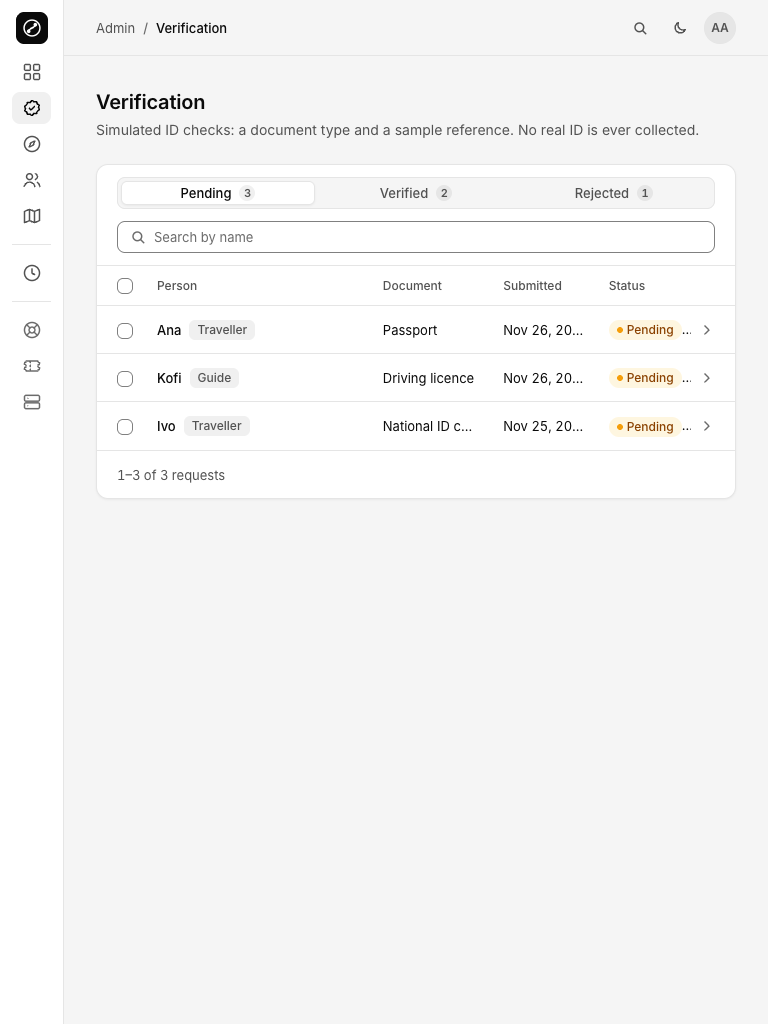 Admin / Verification AA
Verification
Simulated ID checks: a document type and a sample reference. No real ID is ever collected.
Pending 3 Verified 2 Rejected 1
Search by name
Person Document Submitted Status
Ana Traveller Passport Nov 26, 20... Pending ...
Kofi Guide Driving licence Nov 26, 20... Pending ...
Ivo Traveller National ID c... Nov 25, 20... Pending ...
1–3 of 3 requests